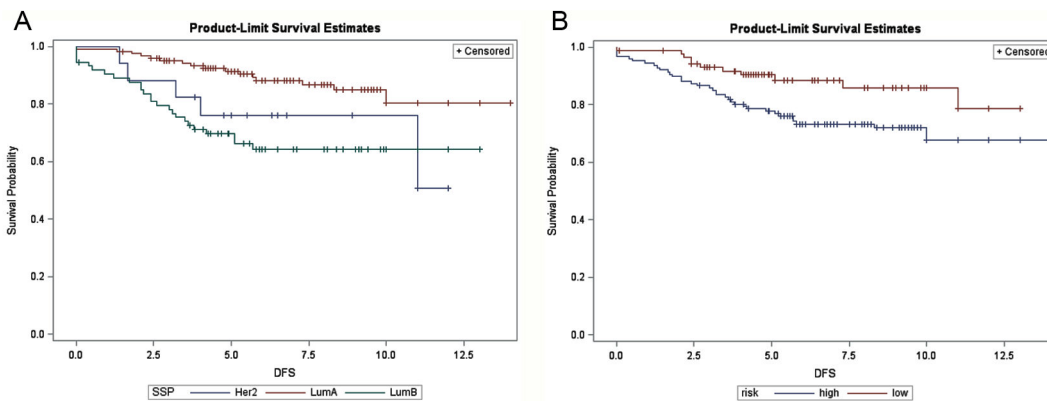 A
Product-Limit Survival Estimates
+ Censored
1.0
0.8
0.6
0.4
0.2
0.0
Survival Probability
0.0 2.5 5.0 7.5 10.0 12.5
DFS
SSP Her2 LumA LumB
B
Product-Limit Survival Estimates
+ Censored
1.0
0.8
0.6
0.4
0.2
0.0
Survival Probability
0.0 2.5 5.0 7.5 10.0 12.5
DFS
risk high low